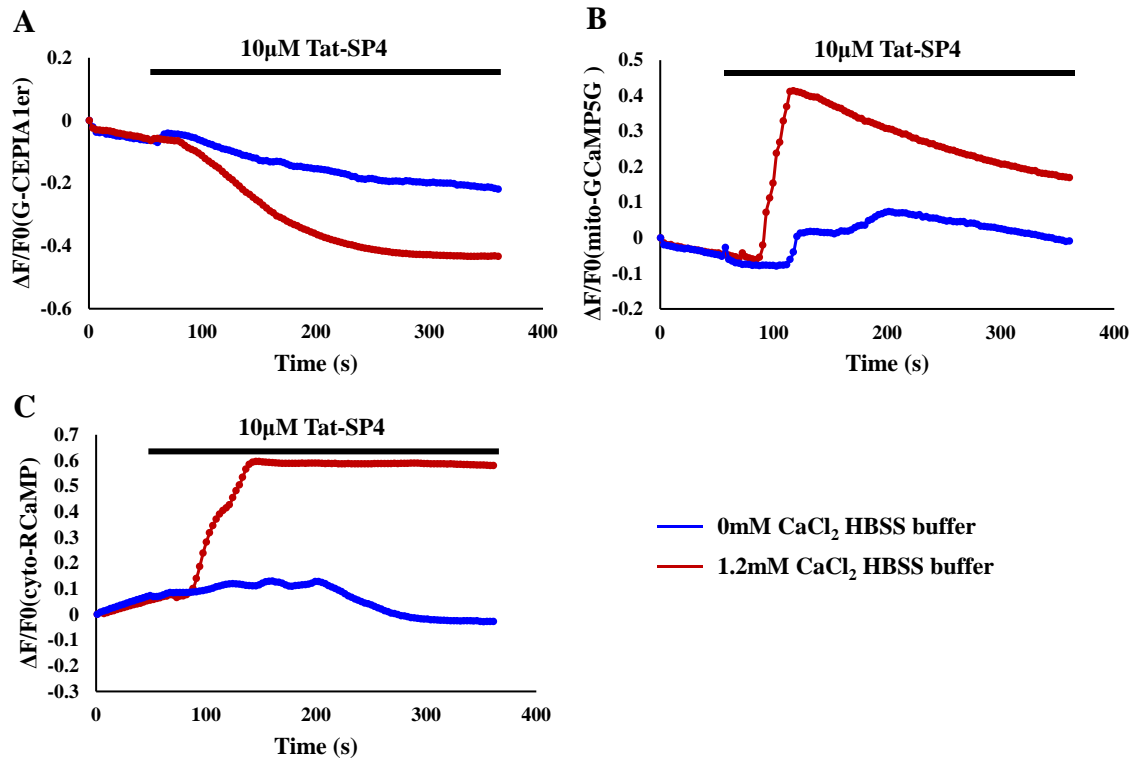 A
10μM Tat-SP4
0.2
0
-0.2
-0.4
-0.6
ΔF/F0(G-CEPIA1er)
0 100 200 300 400
Time (s)
B
10μM Tat-SP4
0.5
0.4
0.3
0.2
0.1
0
-0.1
-0.2
ΔF/F0(mito-GCaMP5G )
0 100 200 300 400
Time (s)
C
10μM Tat-SP4
0.7
0.6
0.5
0.4
0.3
0.2
0.1
0
-0.1
-0.2
-0.3
ΔF/F0(cyto-RCaMP)
0 100 200 300 400
Time (s)
0mM CaCl₂ HBSS buffer
1.2mM CaCl₂ HBSS buffer